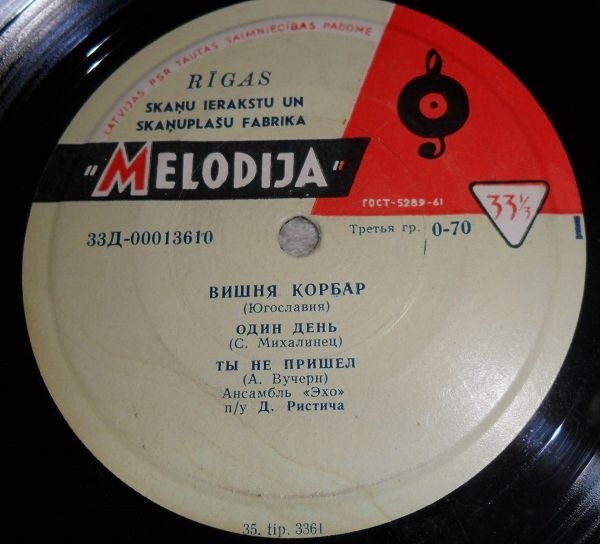 LATVIJAS PSR TAUTAS SAIMNIECĪBAS PADOME
RĪGAS
SKAŅU IERAKSTU UN
SKAŅUPLAŠU FABRIKA
"MELODIJA"
ГОСТ-5289-61
33⅓
33Д-00013610
Третья гр. 0-70
ВИШНЯ КОРБАР
(Югославия)
ОДИН ДЕНЬ
(С. Михалинец)
ТЫ НЕ ПРИШЕЛ
(А. Вучерн)
Ансамбль «Эхо»
п/у Д. Ристича
35. tip. 3361